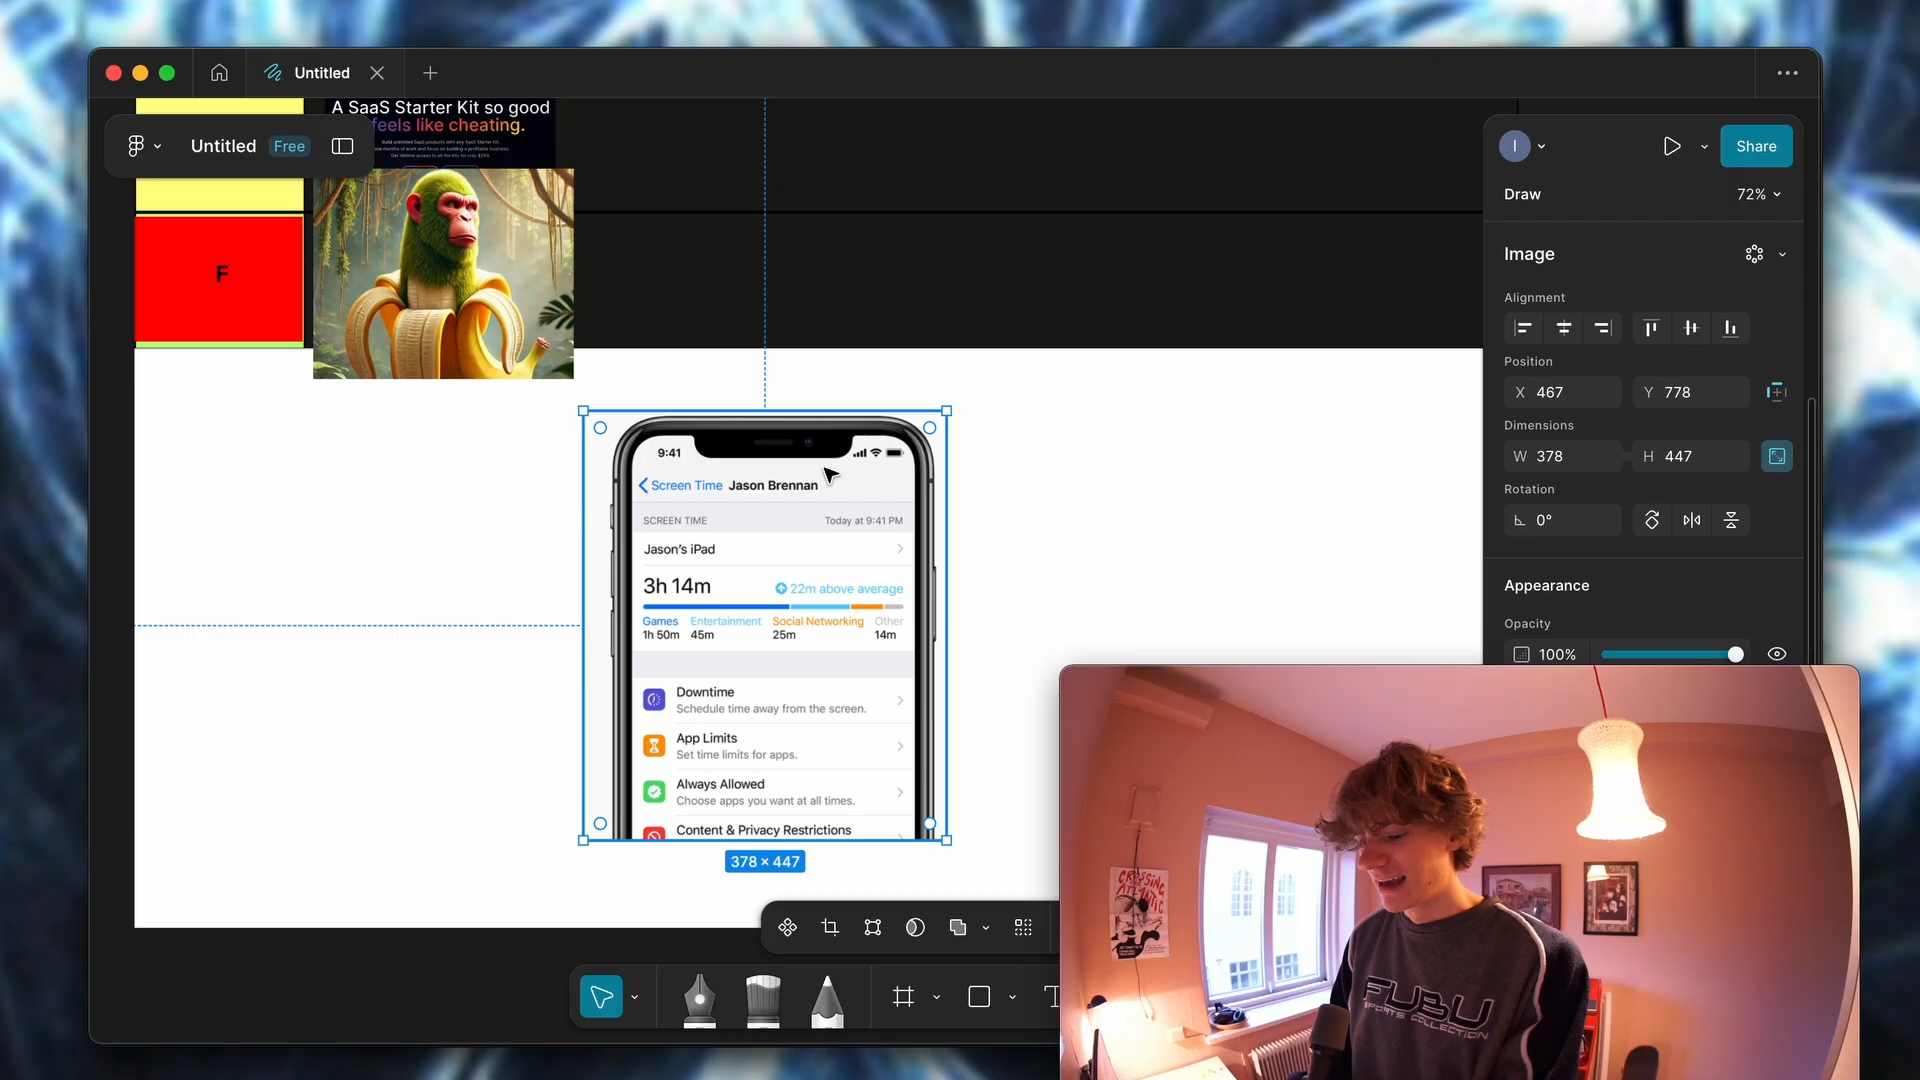 Untitled
A SaaS Starter Kit so good
feels like cheating.
Untitled
Free
I
Share
Draw
72%
F
Image
Alignment
Position
X 467
Y 778
Dimensions
W 378
H 447
Rotation
0°
Appearance
Opacity
100%
9:41
Screen Time
Jason Brennan
SCREEN TIME
Today at 9:41 PM
Jason's iPad
3h 14m
22m above average
Games
Entertainment
Social Networking
Other
1h 50m
45m
25m
14m
Downtime
Schedule time away from the screen.
App Limits
Set time limits for apps.
Always Allowed
Choose apps you want at all times.
Content & Privacy Restrictions
378 × 447
T
CROSSING
ATLANTIC
FUBU
SPORTS COLLECTION